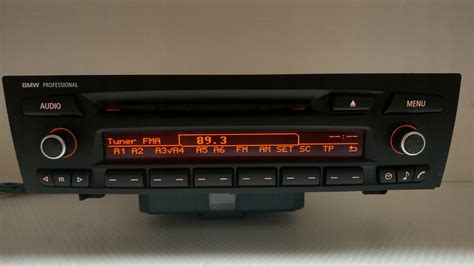 BMW PROFESSIONAL
AUDIO
MENU
Tuner FMA 89.3 --:--
A1 A2 A3√A4 A5 A6 FM AM SET SC TP
m